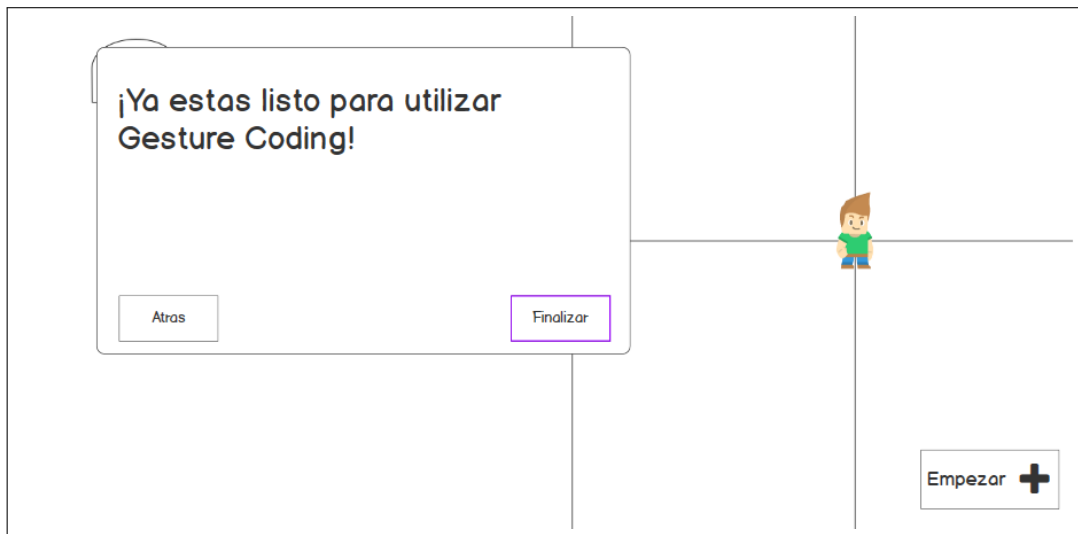 ¡Ya estas listo para utilizar
Gesture Coding!
Atras
Finalizar
Empezar